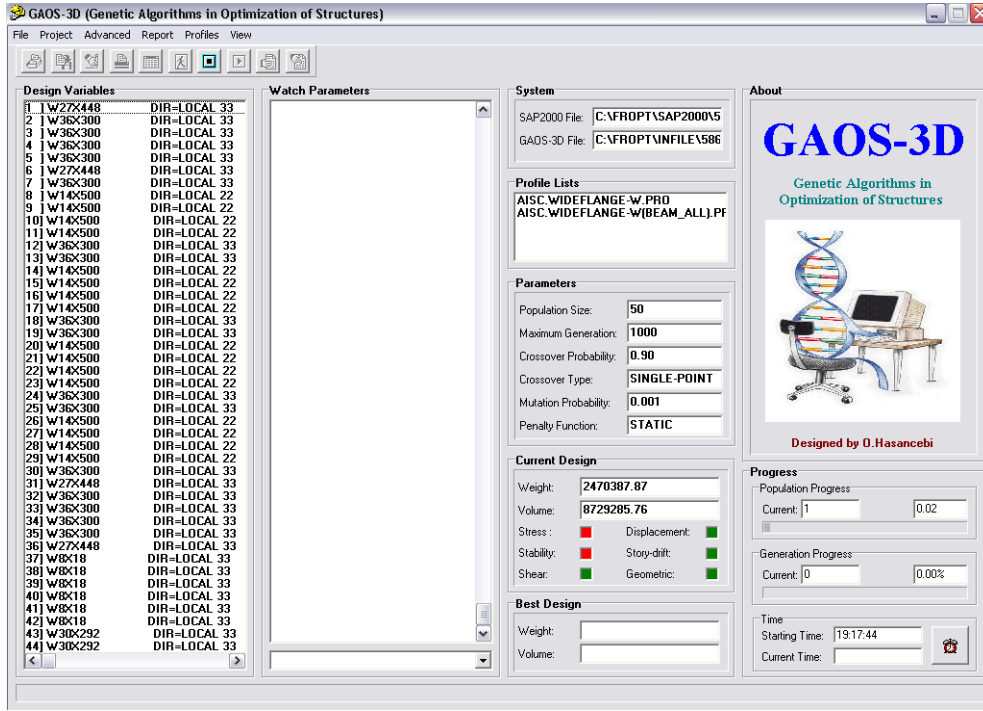 GAOS-3D (Genetic Algorithms in Optimization of Structures)
File Project Advanced Report Profiles View
Design Variables
1 ] W27X448 DIR=LOCAL 33
2 ] W36X300 DIR=LOCAL 33
3 ] W36X300 DIR=LOCAL 33
4 ] W36X300 DIR=LOCAL 33
5 ] W36X300 DIR=LOCAL 33
6 ] W27X448 DIR=LOCAL 33
7 ] W36X300 DIR=LOCAL 33
8 ] W14X500 DIR=LOCAL 22
9 ] W14X500 DIR=LOCAL 22
10] W14X500 DIR=LOCAL 22
11] W14X500 DIR=LOCAL 22
12] W36X300 DIR=LOCAL 33
13] W36X300 DIR=LOCAL 33
14] W14X500 DIR=LOCAL 22
15] W14X500 DIR=LOCAL 22
16] W14X500 DIR=LOCAL 22
17] W14X500 DIR=LOCAL 22
18] W36X300 DIR=LOCAL 33
19] W36X300 DIR=LOCAL 33
20] W14X500 DIR=LOCAL 22
21] W14X500 DIR=LOCAL 22
22] W14X500 DIR=LOCAL 22
23] W14X500 DIR=LOCAL 22
24] W36X300 DIR=LOCAL 33
25] W36X300 DIR=LOCAL 33
26] W14X500 DIR=LOCAL 22
27] W14X500 DIR=LOCAL 22
28] W14X500 DIR=LOCAL 22
29] W14X500 DIR=LOCAL 22
30] W36X300 DIR=LOCAL 33
31] W27X448 DIR=LOCAL 33
32] W36X300 DIR=LOCAL 33
33] W36X300 DIR=LOCAL 33
34] W36X300 DIR=LOCAL 33
35] W36X300 DIR=LOCAL 33
36] W27X448 DIR=LOCAL 33
37] W8X18 DIR=LOCAL 33
38] W8X18 DIR=LOCAL 33
39] W8X18 DIR=LOCAL 33
40] W8X18 DIR=LOCAL 33
41] W8X18 DIR=LOCAL 33
42] W8X18 DIR=LOCAL 33
43] W30X292 DIR=LOCAL 33
44] W30X292 DIR=LOCAL 33
Watch Parameters
System
SAP2000 File: C:\FROPT\SAP2000\5
GAOS-3D File: C:\FROPT\INFILE\586
Profile Lists
AISC.WIDEFLANGE-W.PRO
AISC.WIDEFLANGE-W(BEAM_ALL).PF
Parameters
Population Size: 50
Maximum Generation: 1000
Crossover Probability: 0.90
Crossover Type: SINGLE-POINT
Mutation Probability: 0.001
Penalty Function: STATIC
Current Design
Weight: 2470387.87
Volume: 8729285.76
Stress : Displacement:
Stability: Story-drift:
Shear: Geometric:
Best Design
Weight:
Volume:
About
GAOS-3D
Genetic Algorithms in
Optimization of Structures
Designed by O.Hasancebi
Progress
Population Progress
Current: 1 0.02
Generation Progress
Current: 0 0.00%
Time
Starting Time: 19:17:44
Current Time: